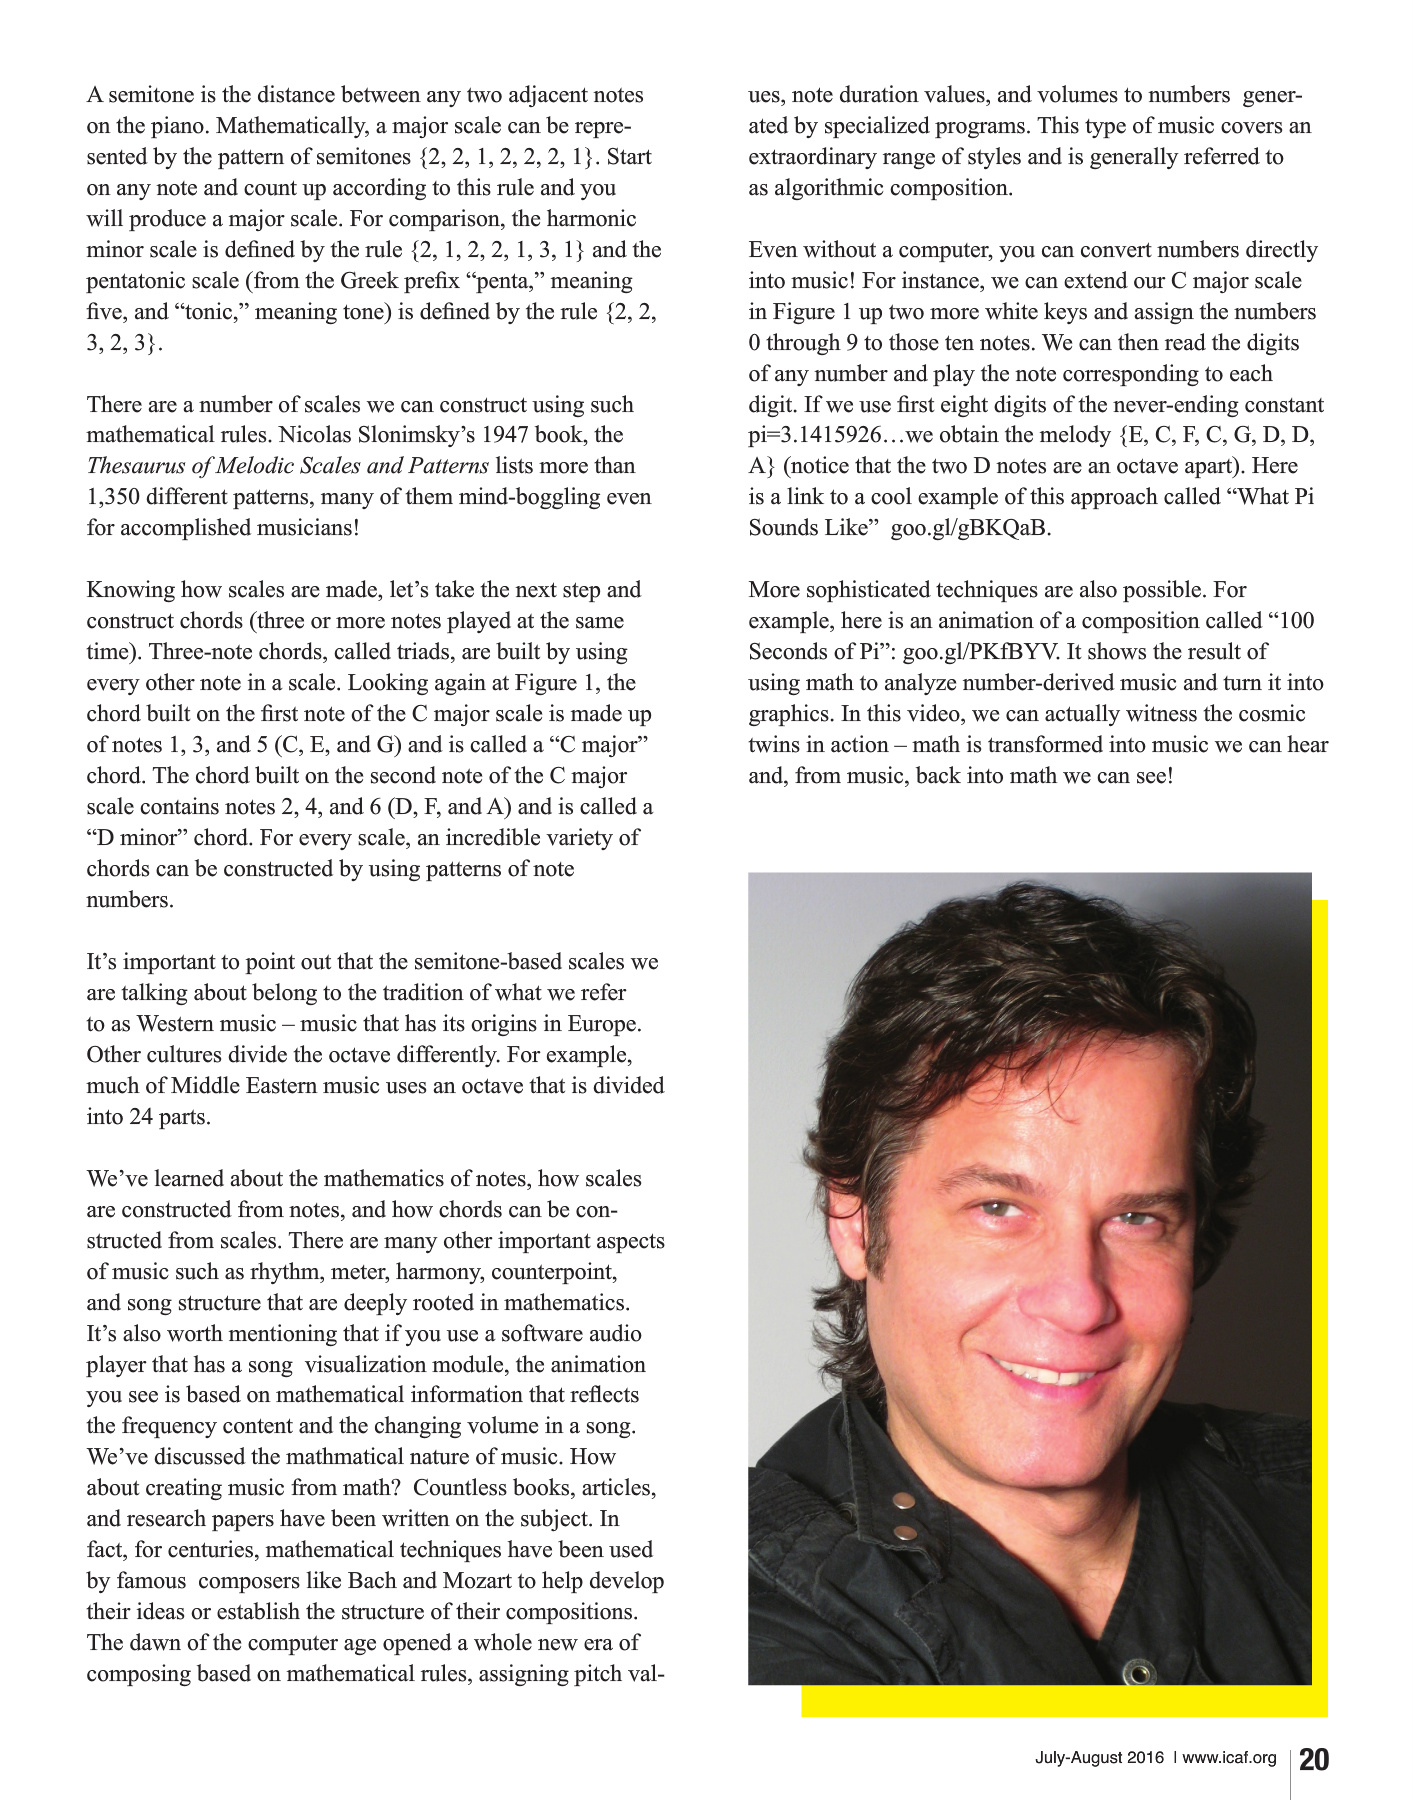 A semitone is the distance between any two adjacent notes
on the piano. Mathematically, a major scale can be repre-
sented by the pattern of semitones {2, 2, 1, 2, 2, 2, 1}. Start
on any note and count up according to this rule and you
will produce a major scale. For comparison, the harmonic
minor scale is defined by the rule {2, 1, 2, 2, 1, 3, 1} and the
pentatonic scale (from the Greek prefix “penta,” meaning
five, and “tonic,” meaning tone) is defined by the rule {2, 2,
3, 2, 3}.
There are a number of scales we can construct using such
mathematical rules. Nicolas Slonimsky’s 1947 book, the
Thesaurus of Melodic Scales and Patterns lists more than
1,350 different patterns, many of them mind-boggling even
for accomplished musicians!
Knowing how scales are made, let’s take the next step and
construct chords (three or more notes played at the same
time). Three-note chords, called triads, are built by using
every other note in a scale. Looking again at Figure 1, the
chord built on the first note of the C major scale is made up
of notes 1, 3, and 5 (C, E, and G) and is called a “C major”
chord. The chord built on the second note of the C major
scale contains notes 2, 4, and 6 (D, F, and A) and is called a
“D minor” chord. For every scale, an incredible variety of
chords can be constructed by using patterns of note
numbers.
It’s important to point out that the semitone-based scales we
are talking about belong to the tradition of what we refer
to as Western music – music that has its origins in Europe.
Other cultures divide the octave differently. For example,
much of Middle Eastern music uses an octave that is divided
into 24 parts.
We’ve learned about the mathematics of notes, how scales
are constructed from notes, and how chords can be con-
structed from scales. There are many other important aspects
of music such as rhythm, meter, harmony, counterpoint,
and song structure that are deeply rooted in mathematics.
It’s also worth mentioning that if you use a software audio
player that has a song  visualization module, the animation
you see is based on mathematical information that reflects
the frequency content and the changing volume in a song.
We’ve discussed the mathmatical nature of music. How
about creating music from math?  Countless books, articles,
and research papers have been written on the subject. In
fact, for centuries, mathematical techniques have been used
by famous  composers like Bach and Mozart to help develop
their ideas or establish the structure of their compositions.
The dawn of the computer age opened a whole new era of
composing based on mathematical rules, assigning pitch val-
ues, note duration values, and volumes to numbers  gener-
ated by specialized programs. This type of music covers an
extraordinary range of styles and is generally referred to
as algorithmic composition.
Even without a computer, you can convert numbers directly
into music! For instance, we can extend our C major scale
in Figure 1 up two more white keys and assign the numbers
0 through 9 to those ten notes. We can then read the digits
of any number and play the note corresponding to each
digit. If we use first eight digits of the never-ending constant
pi=3.1415926…we obtain the melody {E, C, F, C, G, D, D,
A} (notice that the two D notes are an octave apart). Here
is a link to a cool example of this approach called “What Pi
Sounds Like”  goo.gl/gBKQaB.
More sophisticated techniques are also possible. For
example, here is an animation of a composition called “100
Seconds of Pi”: goo.gl/PKfBYV. It shows the result of
using math to analyze number-derived music and turn it into
graphics. In this video, we can actually witness the cosmic
twins in action – math is transformed into music we can hear
and, from music, back into math we can see!
July-August 2016 | www.icaf.org 20